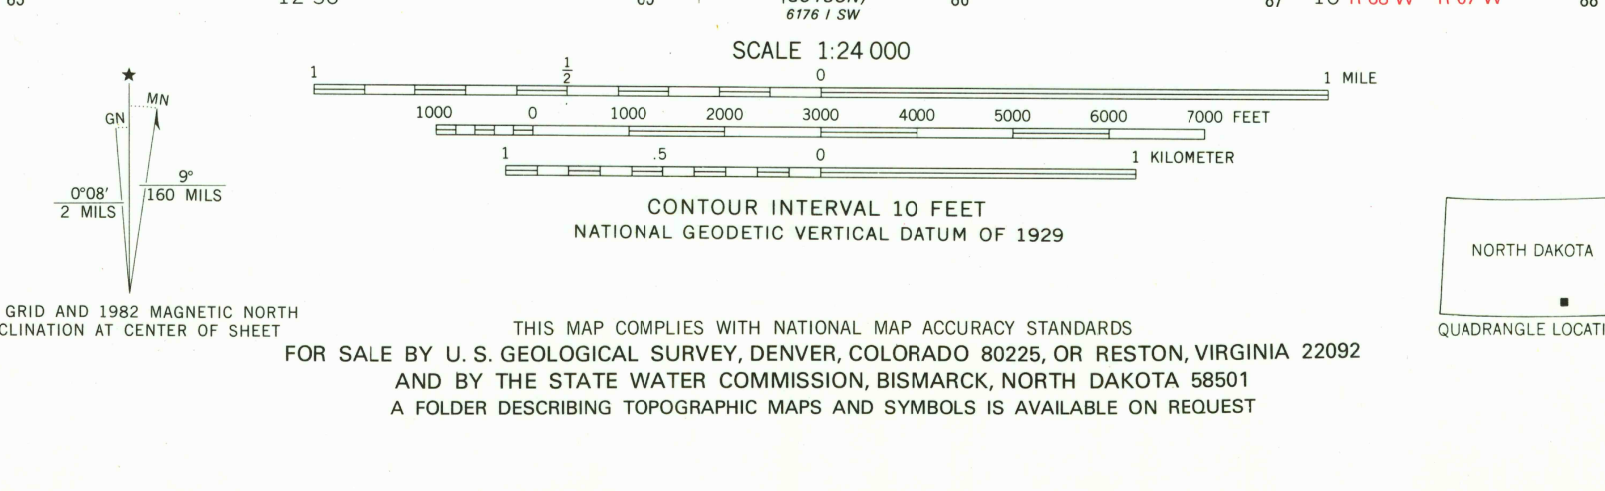 6176 I SW
SCALE 1:24 000
1 1/2 0 1 MILE
1000 0 1000 2000 3000 4000 5000 6000 7000 FEET
1 .5 0 1 KILOMETER
CONTOUR INTERVAL 10 FEET
NATIONAL GEODETIC VERTICAL DATUM OF 1929
★
MN
GN
9°
160 MILS
0°08′
2 MILS
GRID AND 1982 MAGNETIC NORTH
CLINATION AT CENTER OF SHEET
NORTH DAKOTA
QUADRANGLE LOCATI
THIS MAP COMPLIES WITH NATIONAL MAP ACCURACY STANDARDS
FOR SALE BY U. S. GEOLOGICAL SURVEY, DENVER, COLORADO 80225, OR RESTON, VIRGINIA 22092
AND BY THE STATE WATER COMMISSION, BISMARCK, NORTH DAKOTA 58501
A FOLDER DESCRIBING TOPOGRAPHIC MAPS AND SYMBOLS IS AVAILABLE ON REQUEST